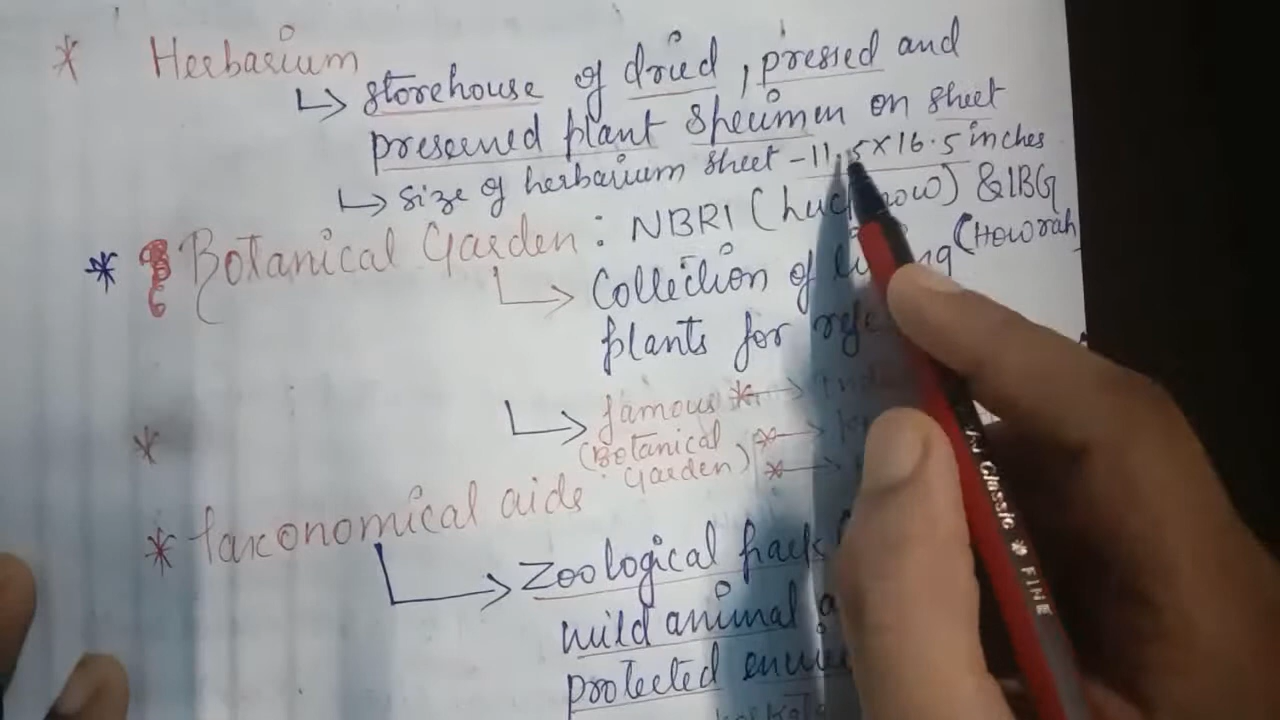 * Herbarium
↳ storehouse of dried, pressed and
preserved plant specimen on sheet
↳ size of herbarium sheet - 11.5 x 16.5 inches
* Botanical Garden : NBRI (Lucknow) & IBG
(Howrah
↳ Collection of living
plants for
↳ famous * →
(Botanical * →
Garden) * →
*
* Taxonomical aids
↳ Zoological
wild animal
protected
Classic * FINE